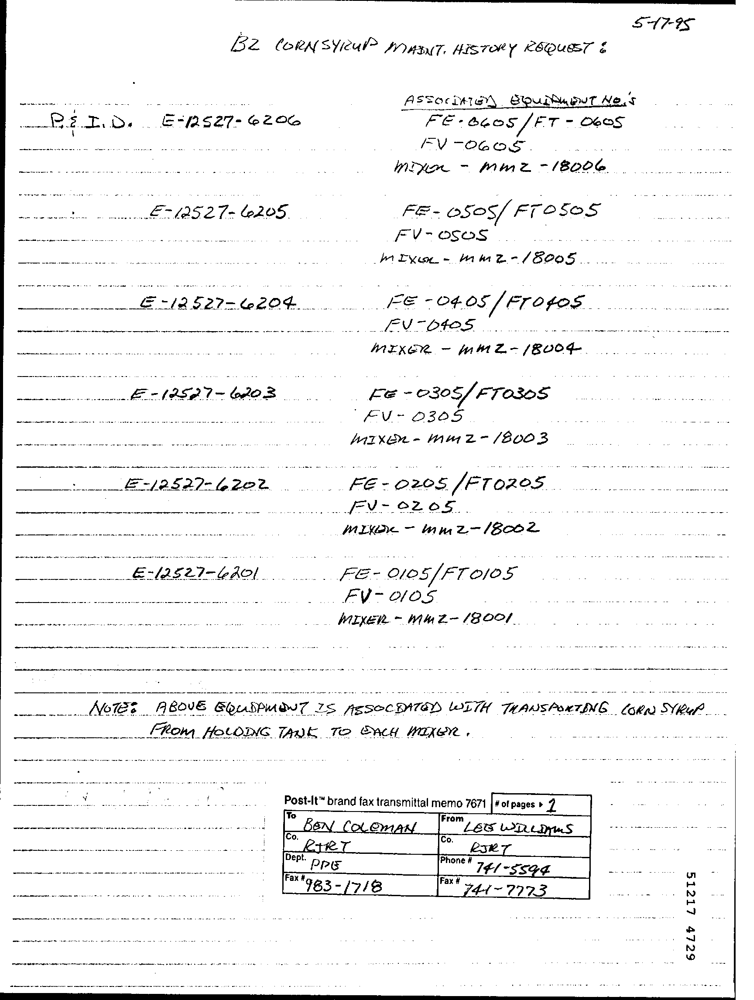 5-17-95
BZ CORN SYRUP MAINT. HISTORY REQUEST:
ASSOCIATED EQUIPMENT NO.'S
P. & I.D. E-12527-6206 FE-0605/FT-0605
FV-0605
MIXER - MMZ-18006
E-12527-6205 FE-0505/FT0505
FV-0505
MIXER - MMZ-18005
E-12527-6204 FE-0405/FT0405
FV-0405
MIXER - MMZ-18004
E-12527-6203 FE-0305/FT0305
FV-0305
MIXER - MMZ-18003
E-12527-6202 FE-0205/FT0205
FV-0205
MIXER - MMZ-18002
E-12527-6201 FE-0105/FT0105
FV-0105
MIXER - MMZ-18001
NOTE: ABOVE EQUIPMENT IS ASSOCIATED WITH TRANSPORTING CORN SYRUP
FROM HOLDING TANK TO EACH MIXER.
Post-It™ brand fax transmittal memo 7671 # of pages ▸ 1
To BEN COLEMAN From LEE WILLIAMS
Co. RJRT Co. RJRT
Dept. PPE Phone # 741-5594
Fax # 983-1718 Fax # 741-7773
51217 4729